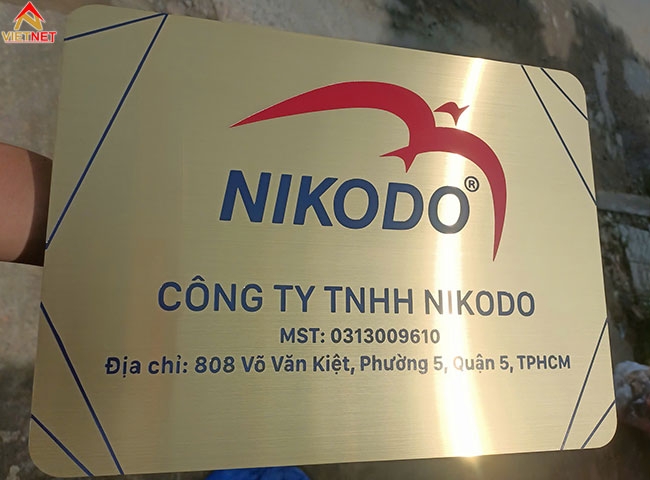 VIETNET
NIKODO®
CÔNG TY TNHH NIKODO
MST: 0313009610
Địa chỉ: 808 Võ Văn Kiệt, Phường 5, Quận 5, TPHCM